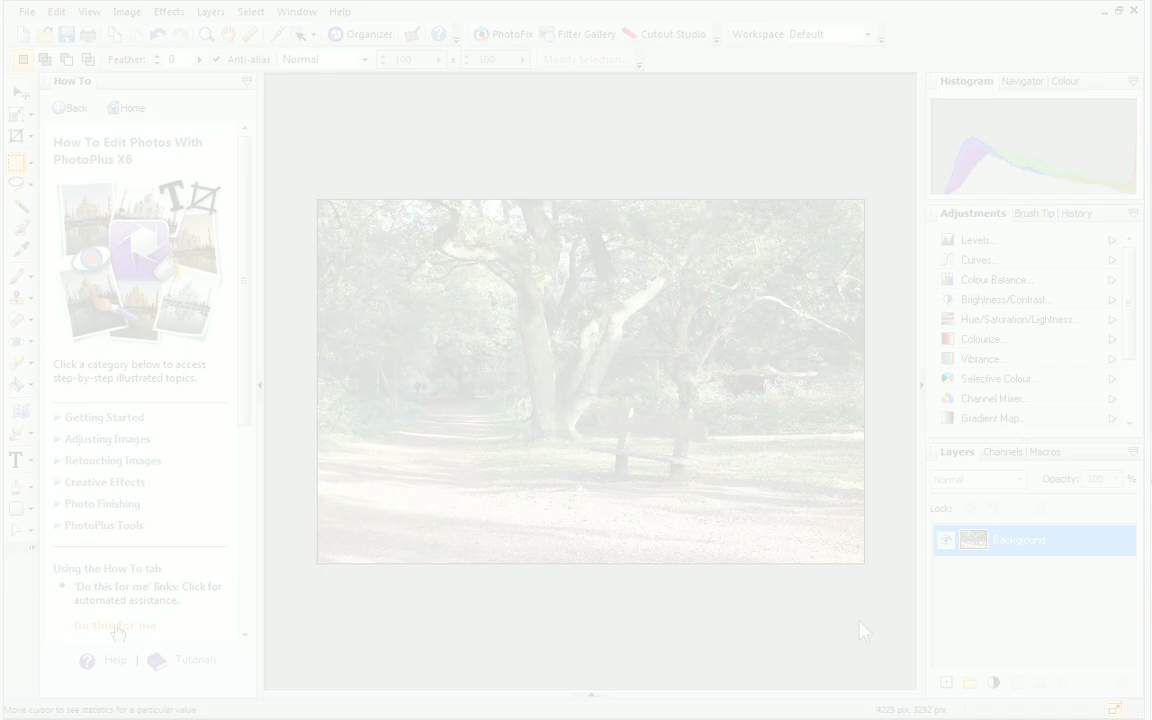 File Edit View Image Effects Layers Select Window Help
Organizer PhotoFix Filter Gallery Cutout Studio Workspace Default
Feather: 0 Anti-alias Normal 100 x 100 Modify Selection...
How To
Back Home
How To Edit Photos With
PhotoPlus X6
Click a category below to access
step-by-step illustrated topics.
Getting Started
Adjusting Images
Retouching Images
Creative Effects
Photo Finishing
PhotoPlus Tools
Using the How To tab
'Do this for me' links: Click for
automated assistance.
Do this for me
Help | Tutorials
Histogram Navigator | Colour
Adjustments Brush Tip | History
Levels...
Curves...
Colour Balance...
Brightness/Contrast...
Hue/Saturation/Lightness...
Colourize...
Vibrance...
Selective Colour...
Channel Mixer...
Gradient Map...
Layers Channels | Macros
Normal Opacity: 100 %
Lock:
Background
Move cursor to see statistics for a particular value
4229 pix: 3292 pix